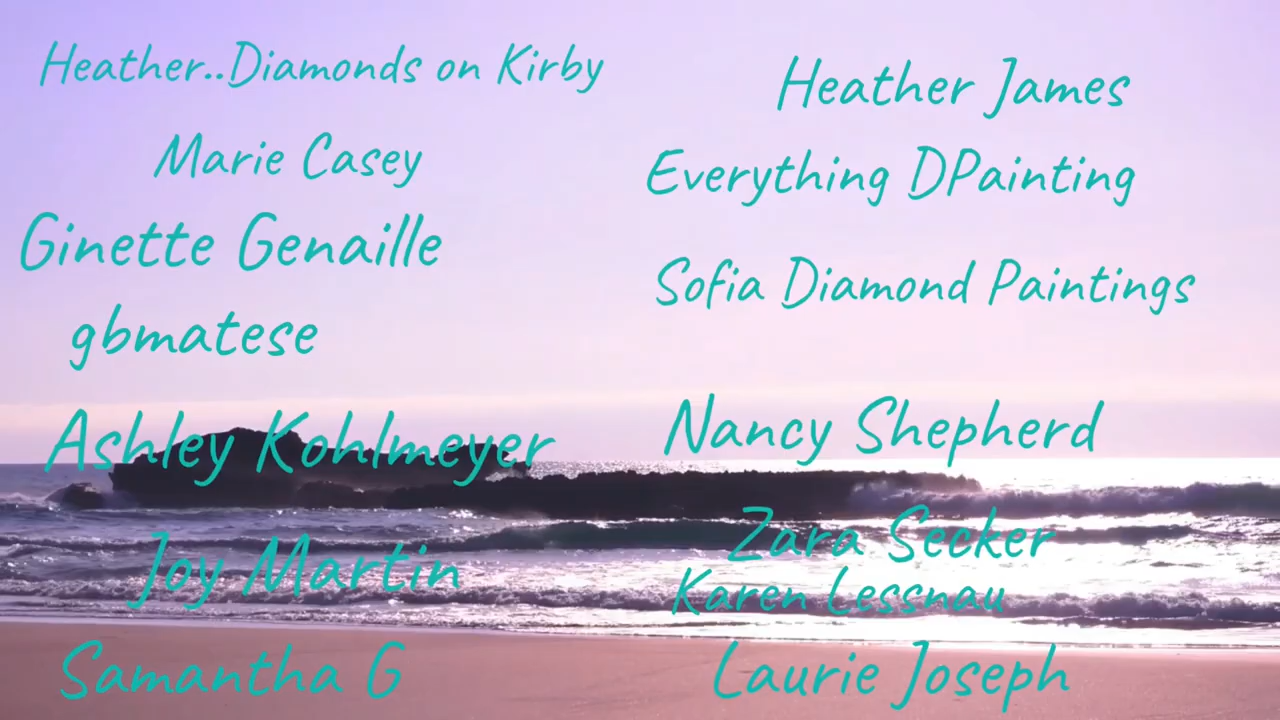 Heather..Diamonds on Kirby
Marie Casey
Ginette Genaille
gbmatese
Ashley Kohlmeyer
Joy Martin
Samantha G
Heather James
Everything DPainting
Sofia Diamond Paintings
Nancy Shepherd
Zara Secker
Karen Lessnau
Laurie Joseph